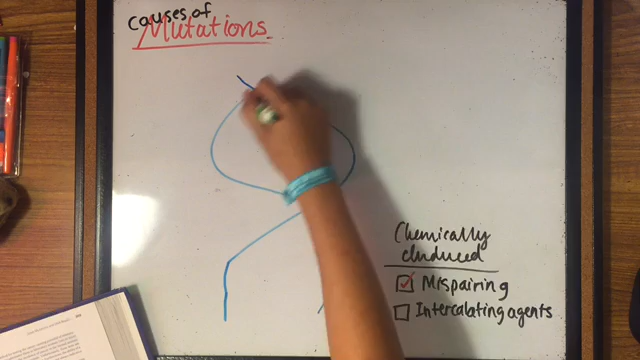 Causes of
Mutations
Chemically
Induced
Mispairing
Intercalating agents